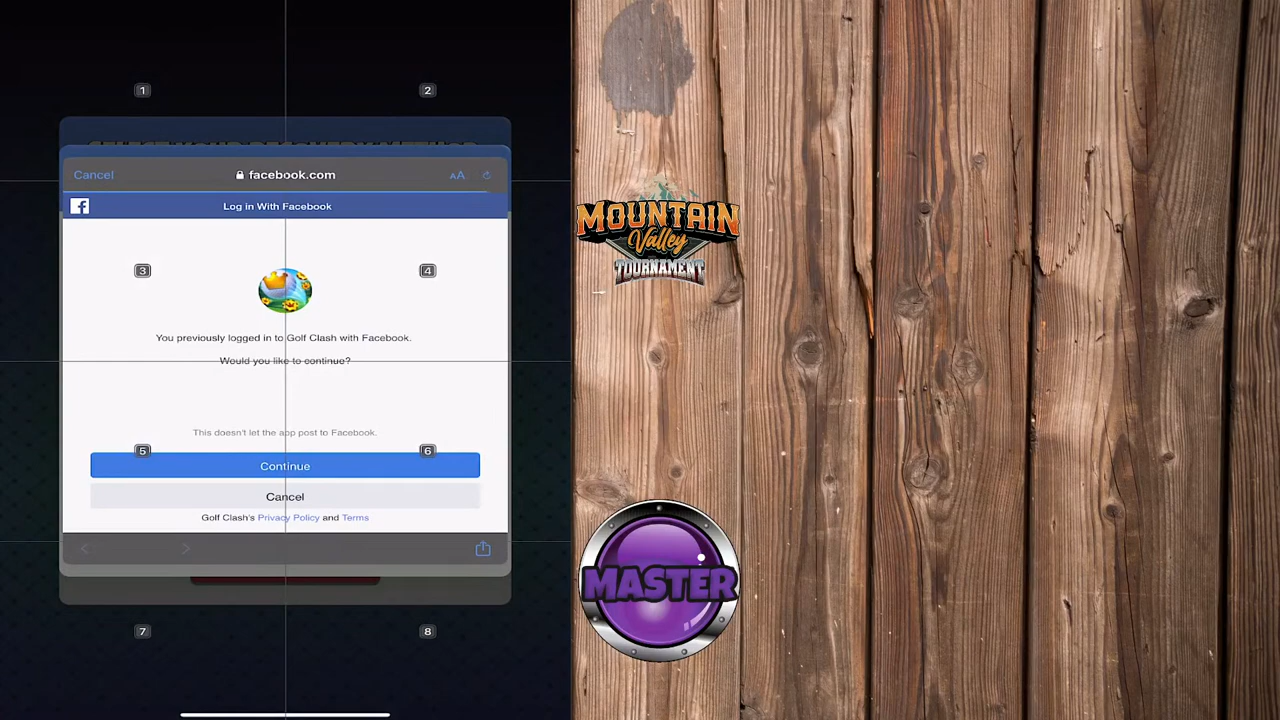 1
2
Cancel
facebook.com
AA
Log in With Facebook
3
4
You previously logged in to Golf Clash with Facebook.
Would you like to continue?
This doesn't let the app post to Facebook.
5
6
Continue
Cancel
Golf Clash's Privacy Policy and Terms
7
8
MOUNTAIN
Valley
TOURNAMENT
MASTER